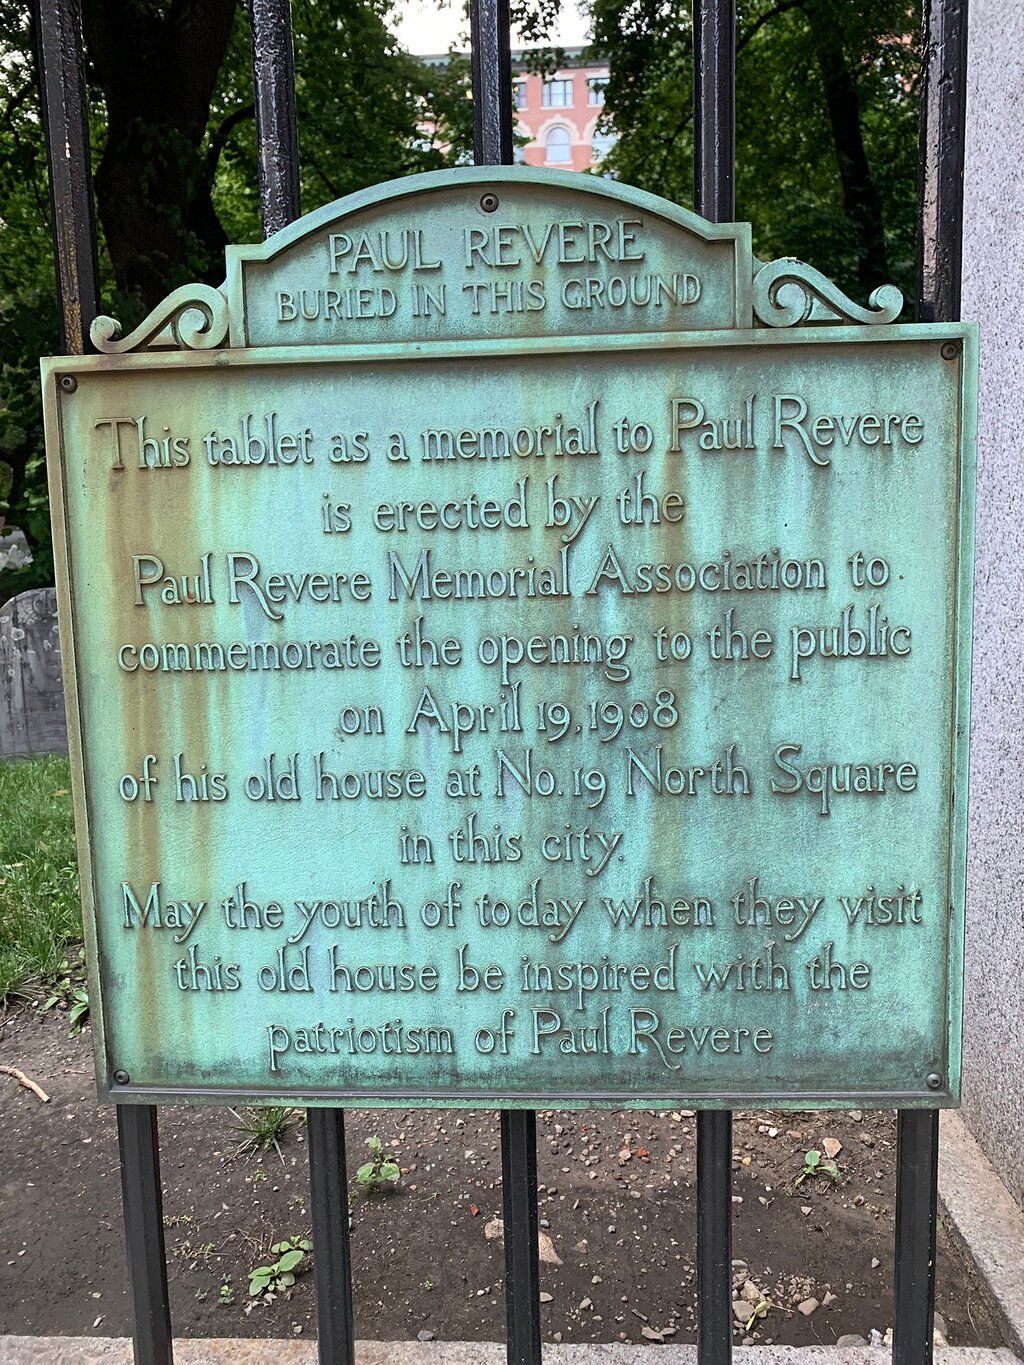 PAUL REVERE
BURIED IN THIS GROUND
This tablet as a memorial to Paul Revere
is erected by the
Paul Revere Memorial Association to
commemorate the opening to the public
on April 19, 1908
of his old house at No. 19 North Square
in this city.
May the youth of today when they visit
this old house be inspired with the
patriotism of Paul Revere